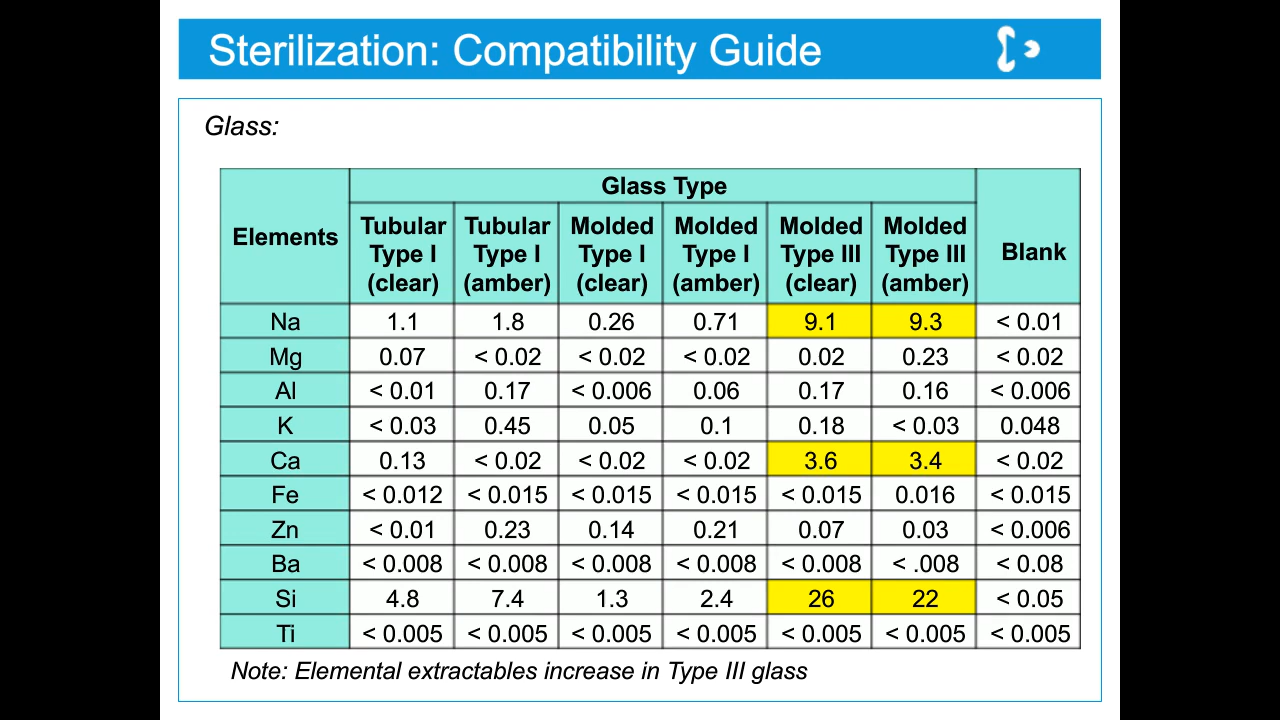 Sterilization: Compatibility Guide
Glass:
Elements
Glass Type
Blank
Tubular Type I (clear)
Tubular Type I (amber)
Molded Type I (clear)
Molded Type I (amber)
Molded Type III (clear)
Molded Type III (amber)
Na 1.1 1.8 0.26 0.71 9.1 9.3 < 0.01
Mg 0.07 < 0.02 < 0.02 < 0.02 0.02 0.23 < 0.02
Al < 0.01 0.17 < 0.006 0.06 0.17 0.16 < 0.006
K < 0.03 0.45 0.05 0.1 0.18 < 0.03 0.048
Ca 0.13 < 0.02 < 0.02 < 0.02 3.6 3.4 < 0.02
Fe < 0.012 < 0.015 < 0.015 < 0.015 < 0.015 0.016 < 0.015
Zn < 0.01 0.23 0.14 0.21 0.07 0.03 < 0.006
Ba < 0.008 < 0.008 < 0.008 < 0.008 < 0.008 < .008 < 0.08
Si 4.8 7.4 1.3 2.4 26 22 < 0.05
Ti < 0.005 < 0.005 < 0.005 < 0.005 < 0.005 < 0.005 < 0.005
Note: Elemental extractables increase in Type III glass